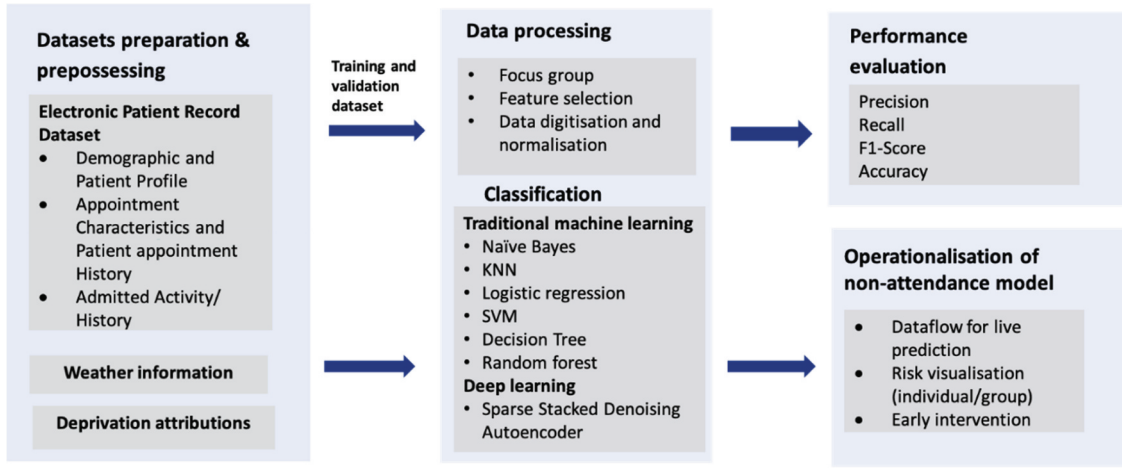 Datasets preparation &
prepossessing
Electronic Patient Record
Dataset
● Demographic and
Patient Profile
● Appointment
Characteristics and
Patient appointment
History
● Admitted Activity/
History
Weather information
Deprivation attributions
Training and
validation
dataset
Data processing
• Focus group
• Feature selection
• Data digitisation and
normalisation
Classification
Traditional machine learning
• Naïve Bayes
• KNN
• Logistic regression
• SVM
• Decision Tree
• Random forest
Deep learning
• Sparse Stacked Denoising
Autoencoder
Performance
evaluation
Precision
Recall
F1-Score
Accuracy
Operationalisation of
non-attendance model
● Dataflow for live
prediction
● Risk visualisation
(individual/group)
● Early intervention